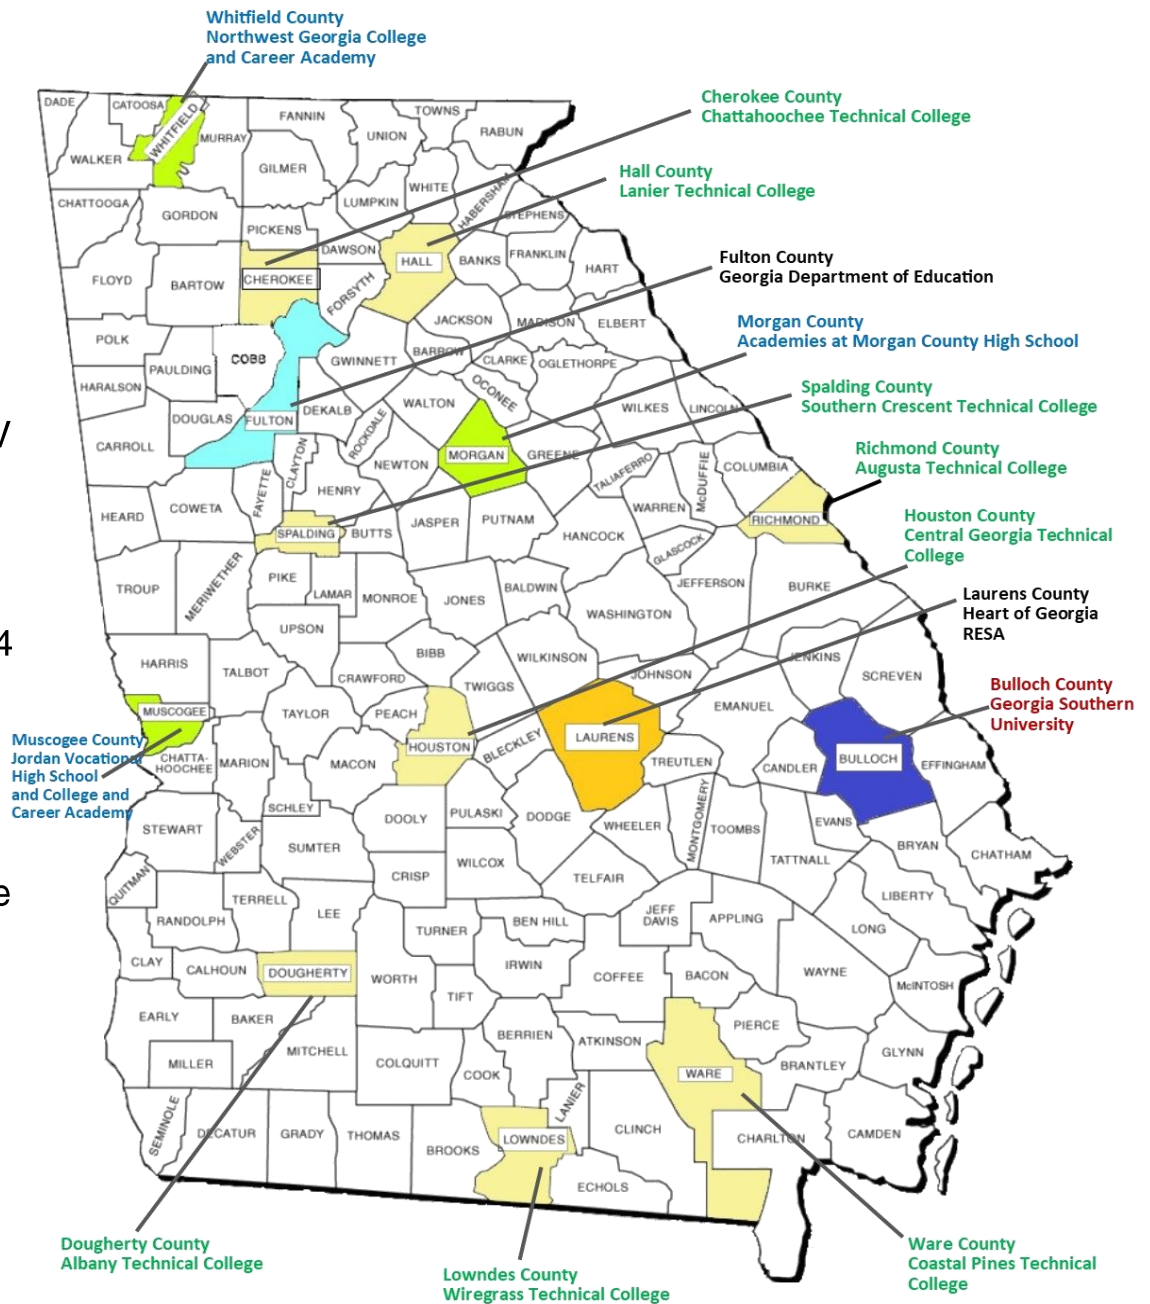 Whitfield County
Northwest Georgia College
and Career Academy
Cherokee County
Chattahoochee Technical College
Hall County
Lanier Technical College
Fulton County
Georgia Department of Education
Morgan County
Academies at Morgan County High School
Spalding County
Southern Crescent Technical College
Richmond County
Augusta Technical College
Houston County
Central Georgia Technical
College
Laurens County
Heart of Georgia
RESA
Bulloch County
Georgia Southern
University
Muscogee County
Jordan Vocational
High School
and College and
Career Academy
Dougherty County
Albany Technical College
Lowndes County
Wiregrass Technical College
Ware County
Coastal Pines Technical
College
y
4
e
DADE
CATOOSA
WHITFIELD
FANNIN
TOWNS
UNION
RABUN
MURRAY
WALKER
GILMER
WHITE
HABERSHAM
LUMPKIN
STEPHENS
CHATTOOGA
GORDON
PICKENS
DAWSON
HALL
BANKS
FRANKLIN
HART
FLOYD
BARTOW
CHEROKEE
FORSYTH
JACKSON
MADISON
ELBERT
POLK
PAULDING
COBB
GWINNETT
BARROW
CLARKE
OGLETHORPE
HARALSON
OCONEE
DOUGLAS
FULTON
DEKALB
ROCKDALE
WALTON
WILKES
LINCOLN
CARROLL
CLAYTON
NEWTON
MORGAN
GREENE
TALIAFERRO
McDUFFIE
COLUMBIA
HEARD
COWETA
FAYETTE
HENRY
SPALDING
BUTTS
JASPER
PUTNAM
HANCOCK
WARREN
GLASCOCK
RICHMOND
TROUP
MERIWETHER
PIKE
LAMAR
MONROE
JONES
BALDWIN
WASHINGTON
JEFFERSON
BURKE
UPSON
HARRIS
TALBOT
CRAWFORD
BIBB
TWIGGS
WILKINSON
JOHNSON
JENKINS
SCREVEN
EMANUEL
MUSCOGEE
TAYLOR
PEACH
HOUSTON
BLECKLEY
LAURENS
TREUTLEN
CANDLER
BULLOCH
EFFINGHAM
CHATTA-
HOOCHEE
MARION
MACON
SCHLEY
DOOLY
PULASKI
DODGE
WHEELER
MONTGOMERY
TOOMBS
EVANS
BRYAN
CHATHAM
STEWART
WEBSTER
SUMTER
CRISP
WILCOX
TELFAIR
TATTNALL
LIBERTY
QUITMAN
RANDOLPH
TERRELL
LEE
TURNER
BEN HILL
JEFF
DAVIS
APPLING
LONG
CLAY
CALHOUN
DOUGHERTY
WORTH
IRWIN
COFFEE
BACON
WAYNE
McINTOSH
EARLY
BAKER
TIFT
BERRIEN
ATKINSON
PIERCE
MILLER
MITCHELL
COLQUITT
COOK
LANIER
WARE
BRANTLEY
GLYNN
SEMINOLE
DECATUR
GRADY
THOMAS
BROOKS
LOWNDES
ECHOLS
CLINCH
CHARLTON
CAMDEN